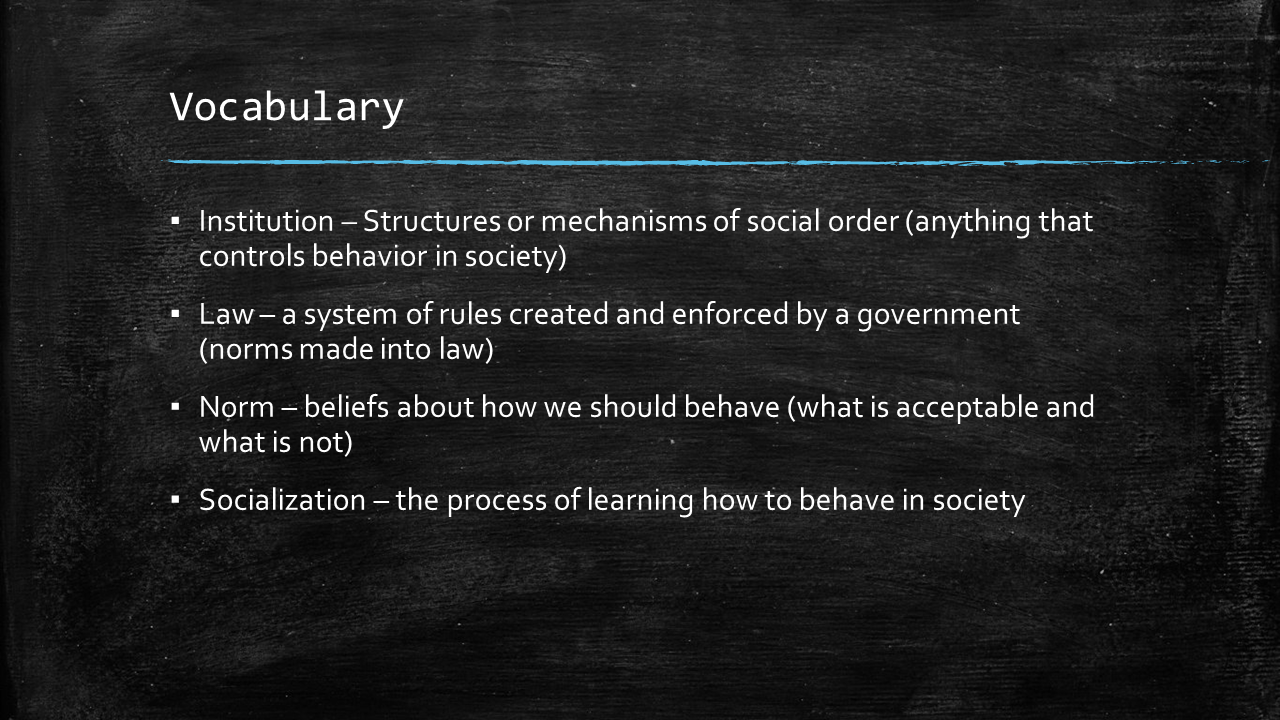 Vocabulary
▪ Institution – Structures or mechanisms of social order (anything that
controls behavior in society)
▪ Law – a system of rules created and enforced by a government
(norms made into law)
▪ Norm – beliefs about how we should behave (what is acceptable and
what is not)
▪ Socialization – the process of learning how to behave in society